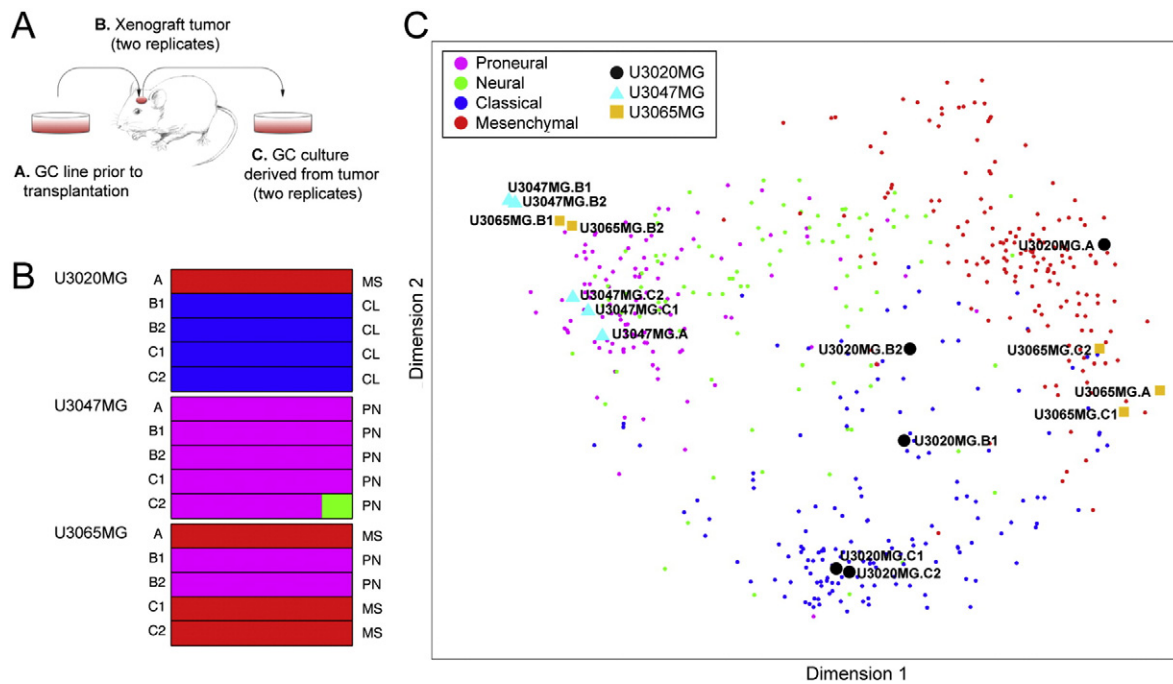 A
B. Xenograft tumor
(two replicates)
A. GC line prior to
transplantation
C. GC culture
derived from tumor
(two replicates)
B
U3020MG
A MS
B1 CL
B2 CL
C1 CL
C2 CL
U3047MG
A PN
B1 PN
B2 PN
C1 PN
C2 PN
U3065MG
A MS
B1 PN
B2 PN
C1 MS
C2 MS
C
Proneural
Neural
Classical
Mesenchymal
U3020MG
U3047MG
U3065MG
U3047MG.B1
U3047MG.B2
U3065MG.B1
U3065MG.B2
U3020MG.A
U3047MG.C2
U3047MG.C1
U3047MG.A
U3020MG.B2
U3065MG.C2
U3065MG.A
U3065MG.C1
U3020MG.B1
U3020MG.C1
U3020MG.C2
Dimension 2
Dimension 1